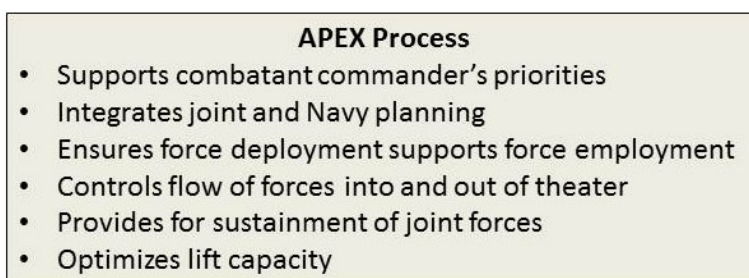 APEX Process
• Supports combatant commander's priorities
• Integrates joint and Navy planning
• Ensures force deployment supports force employment
• Controls flow of forces into and out of theater
• Provides for sustainment of joint forces
• Optimizes lift capacity